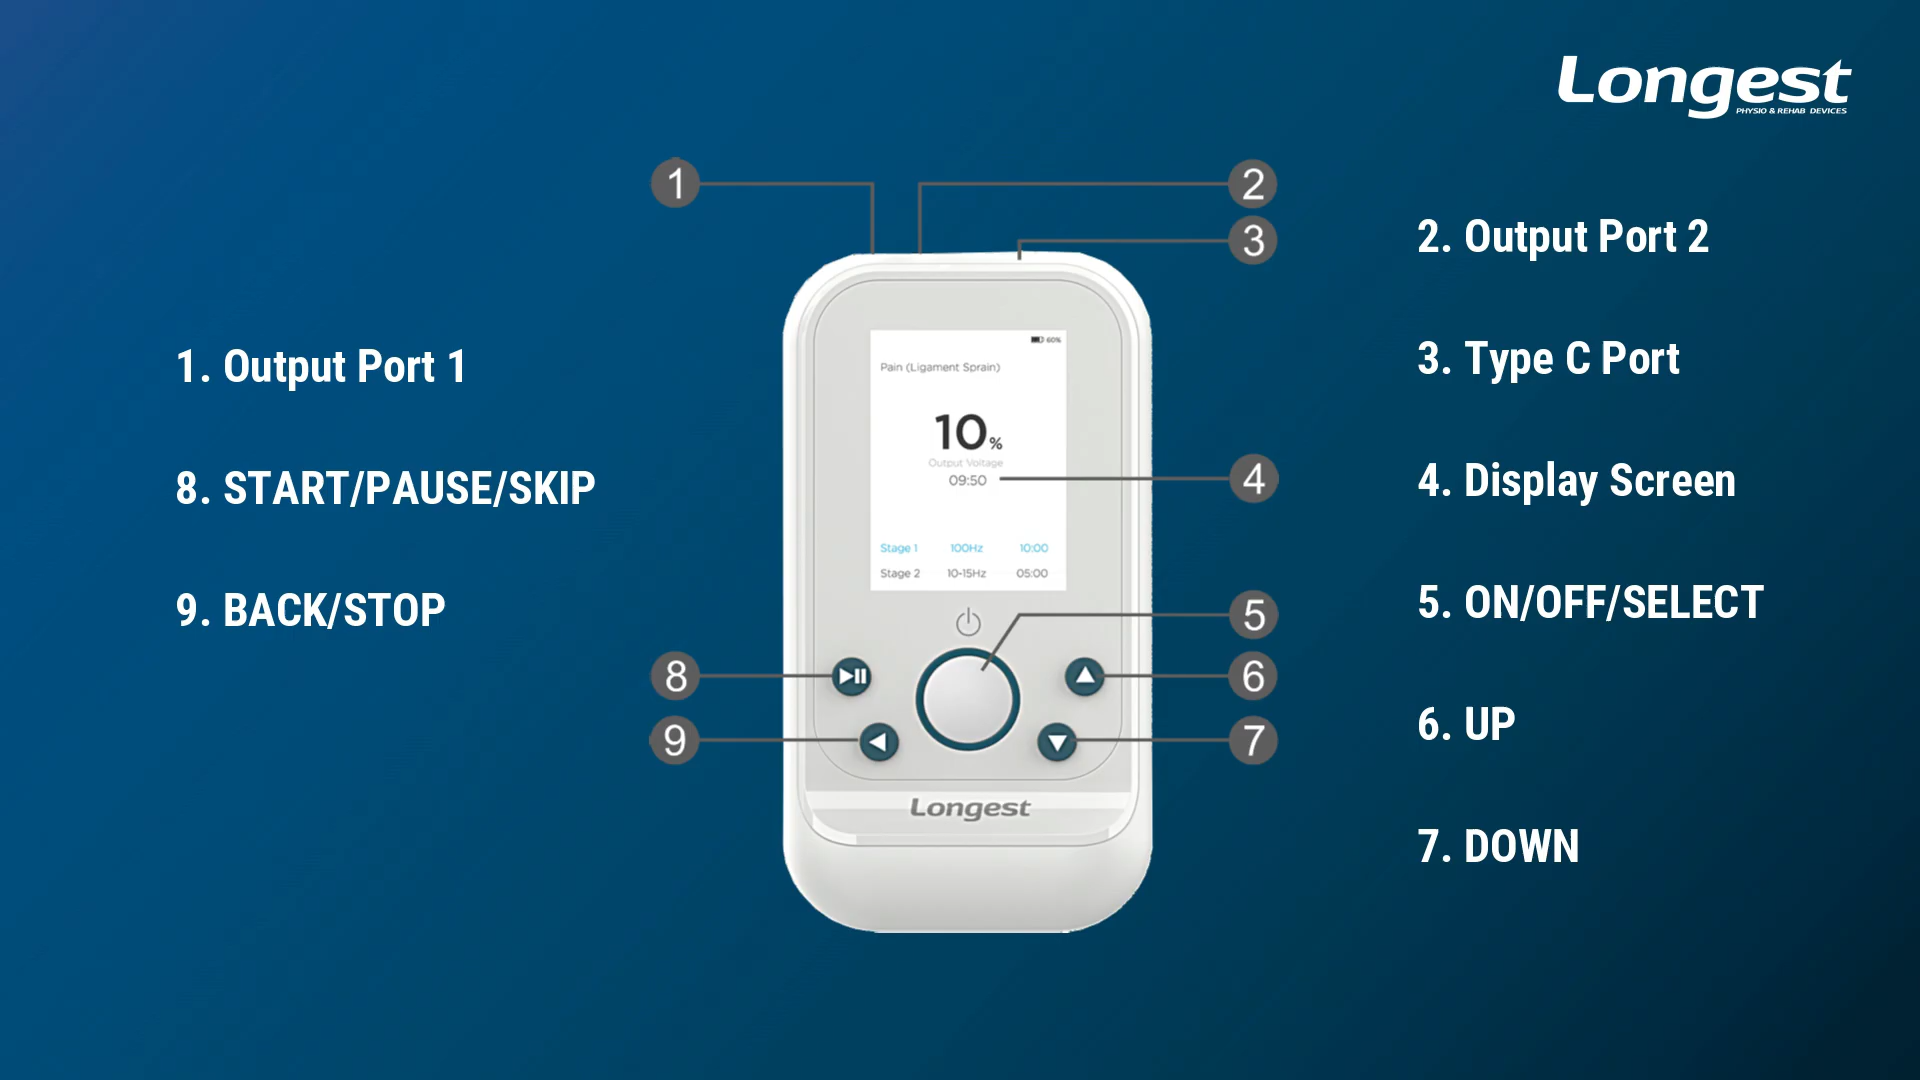 Longest
PHYSIO & REHAB DEVICES
1
2
3
2. Output Port 2
1. Output Port 1
3. Type C Port
60%
Pain (Ligament Sprain)
10%
Output Voltage
09:50
4
8. START/PAUSE/SKIP
4. Display Screen
Stage 1 100Hz 10:00
Stage 2 10-15Hz 05:00
9. BACK/STOP
5
5. ON/OFF/SELECT
8
6
9
7
6. UP
Longest
7. DOWN